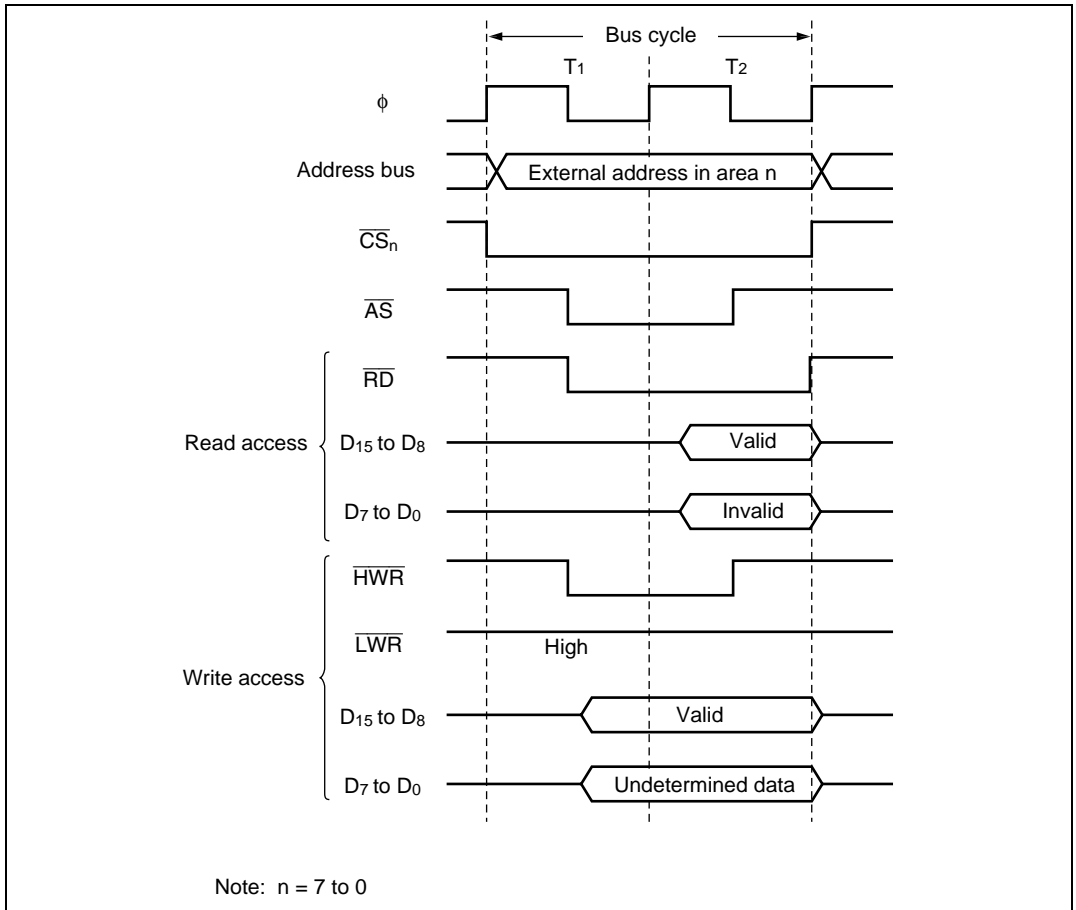 Bus cycle
T1 T2
ϕ
Address bus External address in area n
CSn
AS
RD
Read access D15 to D8 Valid
D7 to D0 Invalid
HWR
LWR High
Write access
D15 to D8 Valid
D7 to D0 Undetermined data
Note: n = 7 to 0